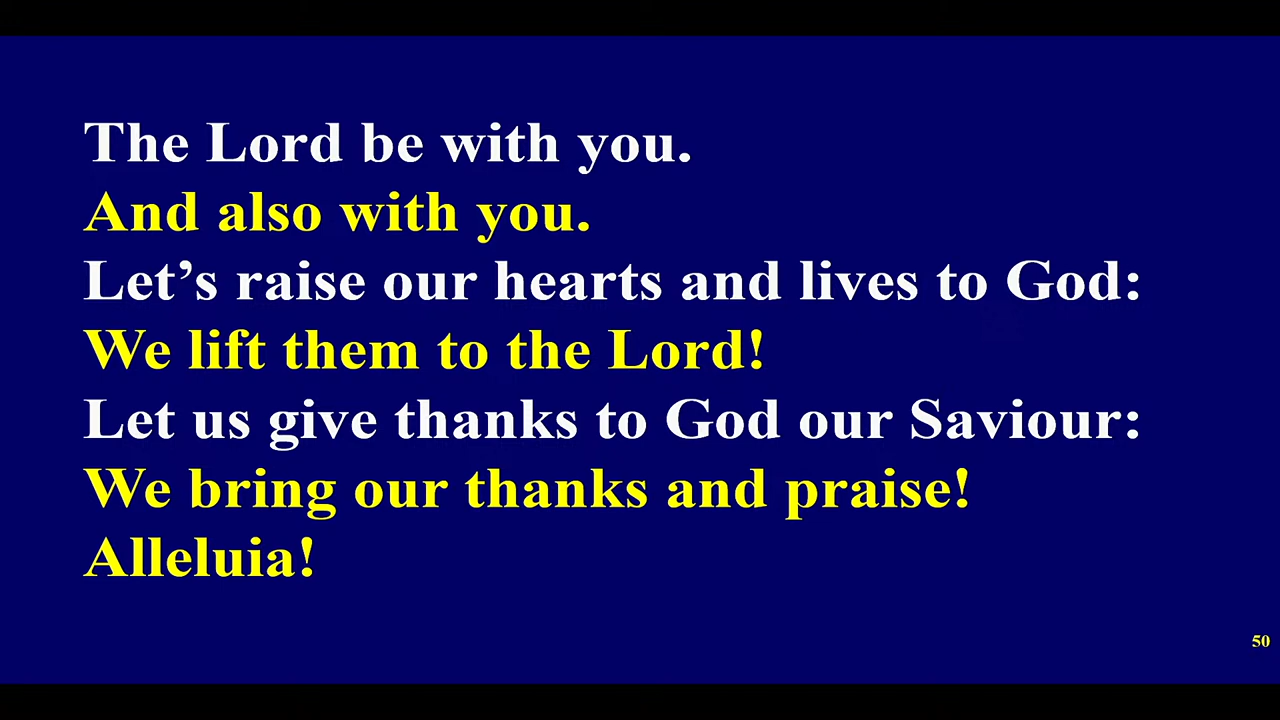 The Lord be with you.
And also with you.
Let’s raise our hearts and lives to God:
We lift them to the Lord!
Let us give thanks to God our Saviour:
We bring our thanks and praise!
Alleluia!
50